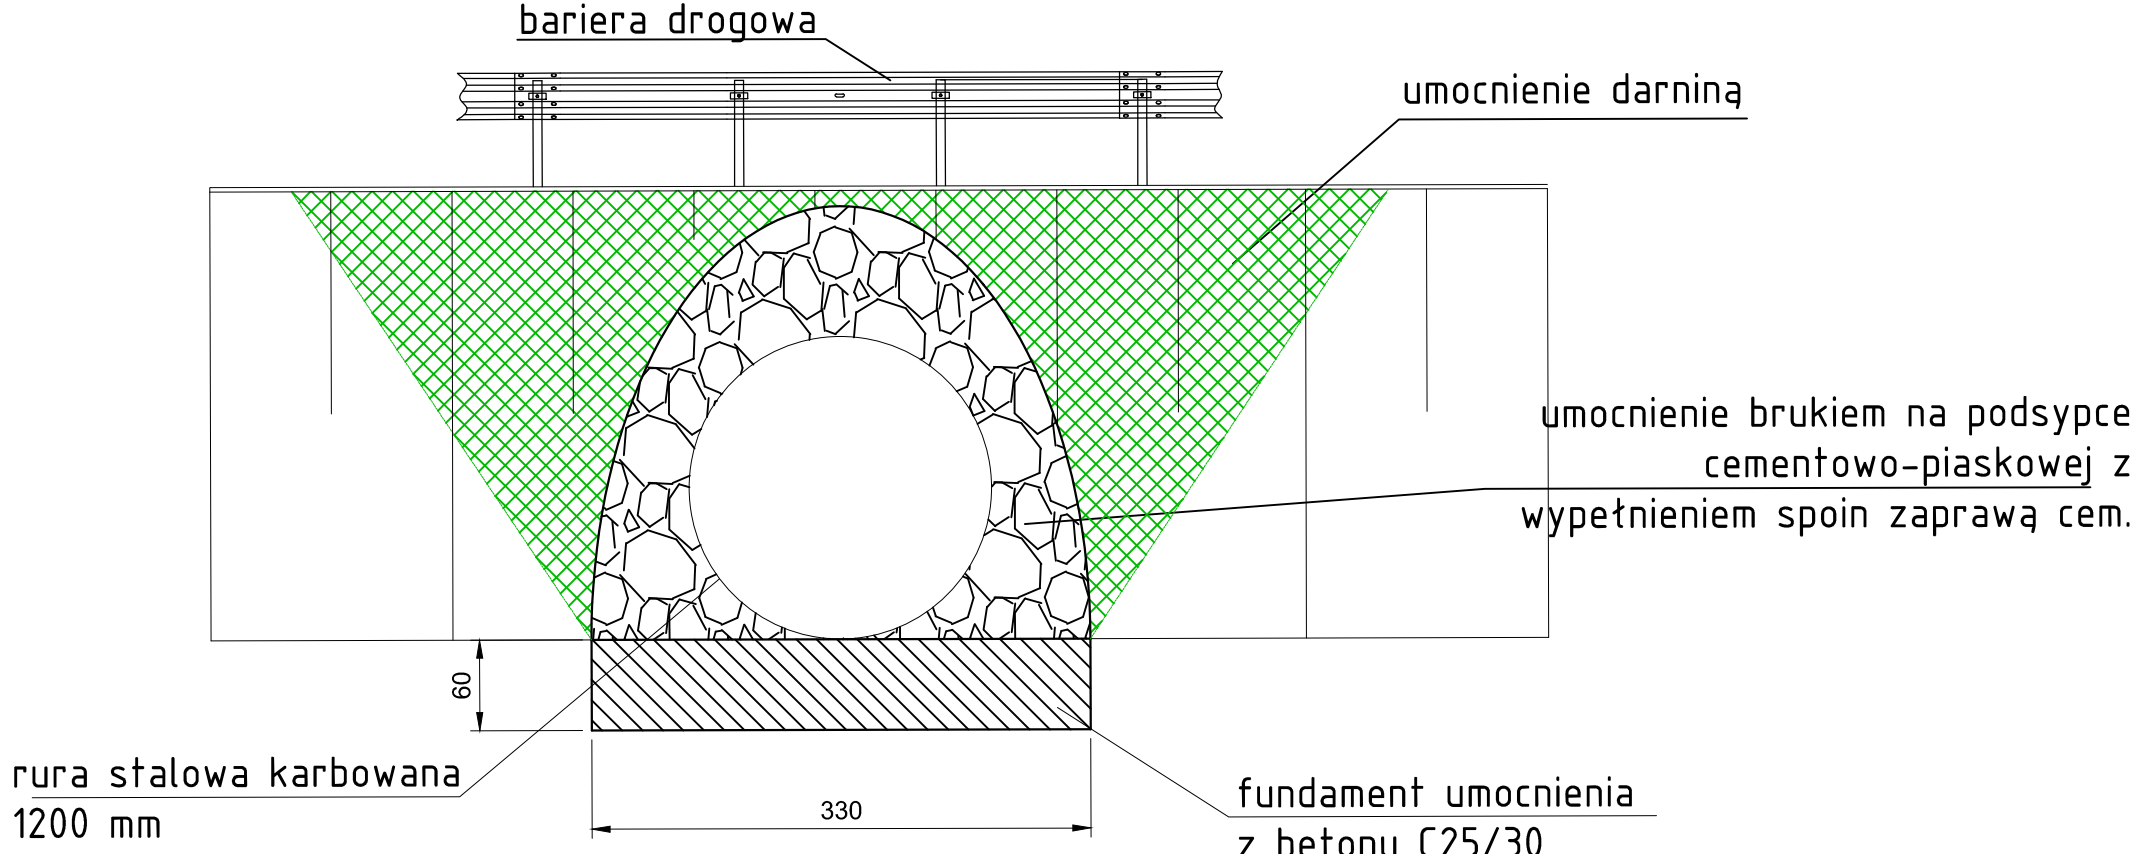 bariera drogowa
umocnienie darniną
umocnienie brukiem na podsypce
cementowo-piaskowej z
wypełnieniem spoin zaprawą cem.
60
rura stalowa karbowana
1200 mm
330
fundament umocnienia
z betonu C25/30